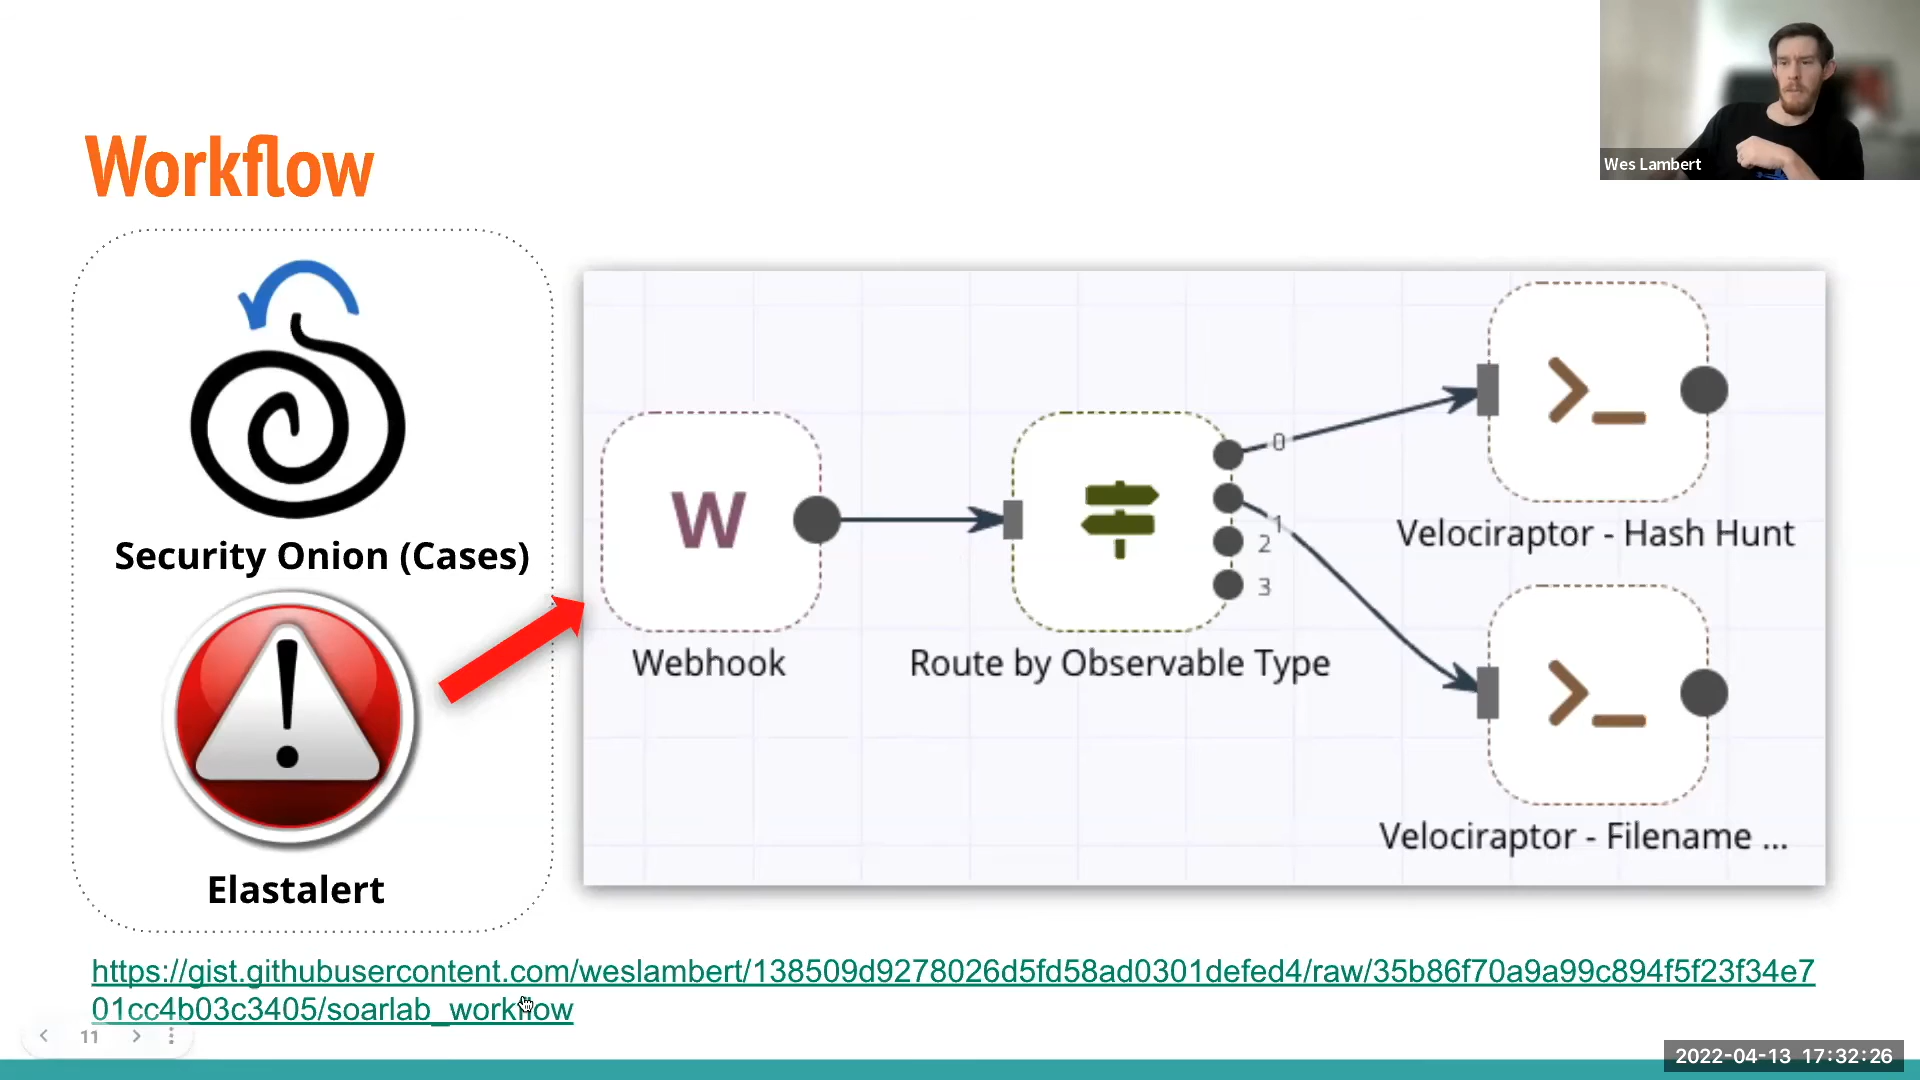 Wes Lambert
Workflow
Security Onion (Cases)
Elastalert
W
Webhook
Route by Observable Type
0
1
2
3
Velociraptor - Hash Hunt
Velociraptor - Filename ...
https://gist.githubusercontent.com/weslambert/138509d9278026d5fd58ad0301defed4/raw/35b86f70a9a99c894f5f23f34e7
01cc4b03c3405/soarlab_workflow
11
2022-04-13 17:32:26